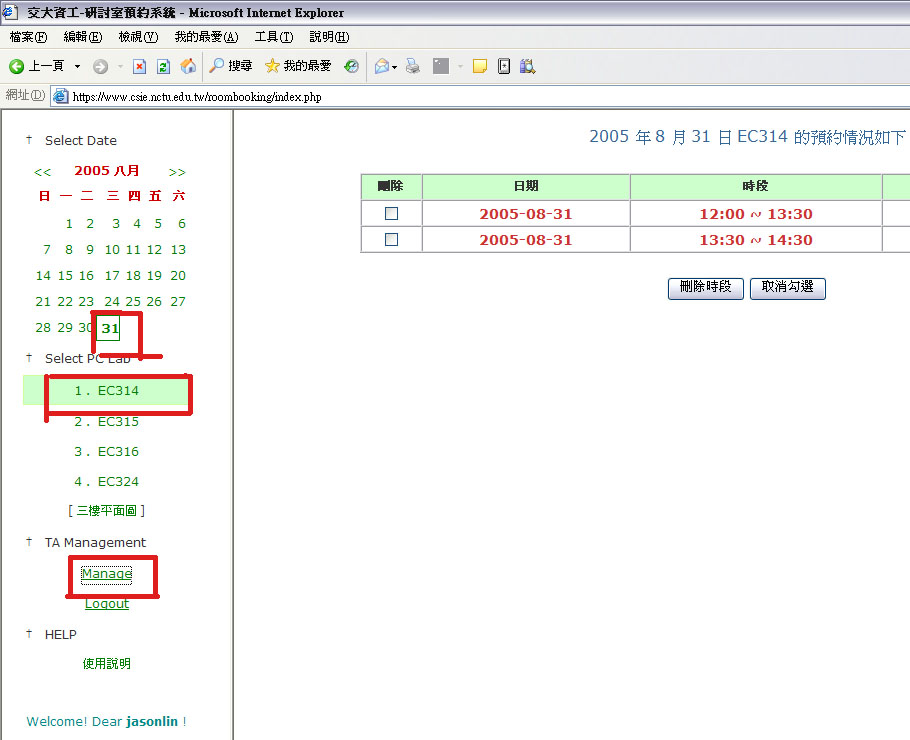 交大資工-研討室預約系統 - Microsoft Internet Explorer
檔案(F) 編輯(E) 檢視(V) 我的最愛(A) 工具(T) 說明(H)
上一頁 搜尋 我的最愛
網址(D) https://www.csie.nctu.edu.tw/roombooking/index.php
† Select Date
<< 2005 八月 >>
日 一 二 三 四 五 六
1 2 3 4 5 6
7 8 9 10 11 12 13
14 15 16 17 18 19 20
21 22 23 24 25 26 27
28 29 30 31
† Select PC Lab
1 . EC314
2 . EC315
3 . EC316
4 . EC324
[ 三樓平面圖 ]
† TA Management
Manage
Logout
† HELP
使用說明
Welcome! Dear jasonlin !
2005 年 8 月 31 日 EC314 的預約情況如下
刪除 日期 時段
2005-08-31 12:00 ~ 13:30
2005-08-31 13:30 ~ 14:30
刪除時段 取消勾選